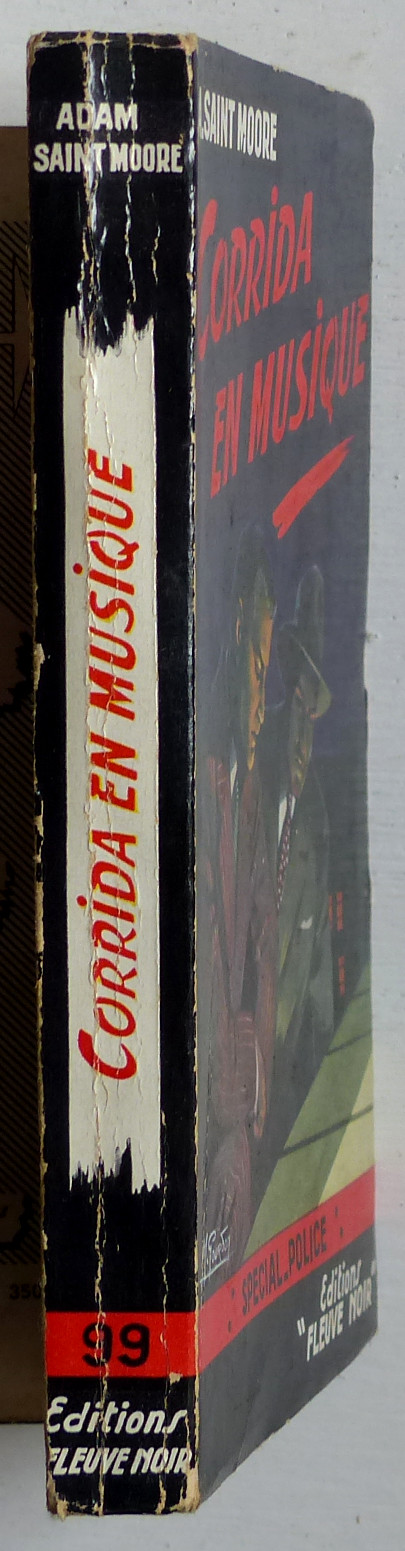 ADAM
SAINT MOORE
CORRIDA EN MUSIQUE
99
Editions
FLEUVE NOIR
A.SAINT MOORE
CORRIDA
EN MUSIQUE
SPECIAL-POLICE
Editions
"FLEUVE NOIR"
350